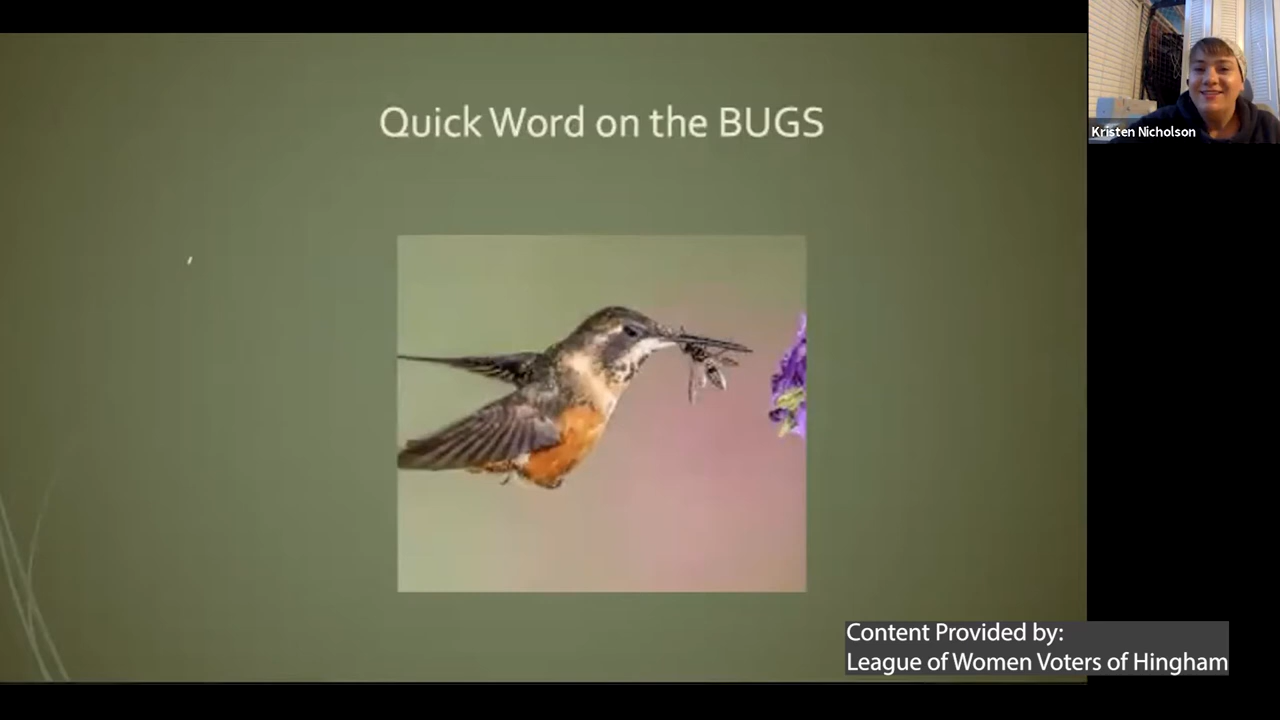 Quick Word on the BUGS
Kristen Nicholson
Content Provided by:
League of Women Voters of Hingham